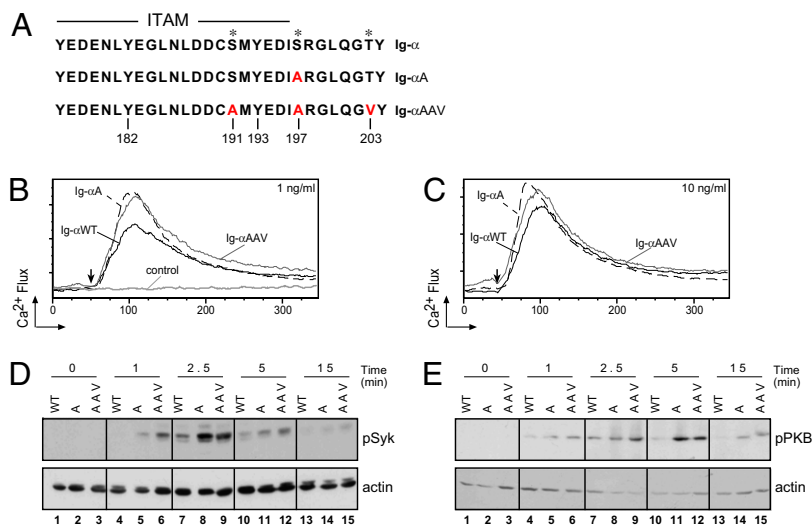 A
ITAM
* * *
YEDENLYEGLNLDDCSMYEDISRGLQGTY Ig-α
YEDENLYEGLNLDDCSMYEDIARGLQGTY Ig-αA
YEDENLYEGLNLDDCAMYEDIARGLQGVY Ig-αAAV
182 191 193 197 203
B
1 ng/ml
Ig-αA
Ig-αWT
Ig-αAAV
control
Ca2+ Flux
0 100 200 300
C
10 ng/ml
Ig-αA
Ig-αWT
Ig-αAAV
Ca2+ Flux
0 100 200 300
D
0 1 2.5 5 15 Time
(min)
WT A AAV WT A AAV WT A AAV WT A AAV WT A AAV
pSyk
actin
1 2 3 4 5 6 7 8 9 10 11 12 13 14 15
E
0 1 2.5 5 15 Time
(min)
WT A AAV WT A AAV WT A AAV WT A AAV WT A AAV
pPKB
actin
1 2 3 4 5 6 7 8 9 10 11 12 13 14 15